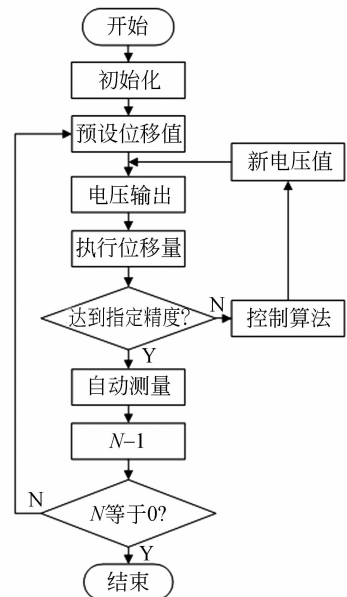 开始
初始化
预设位移值
新电压值
电压输出
执行位移量
达到指定精度?
N
控制算法
Y
自动测量
N–1
N
N等于0?
Y
结束